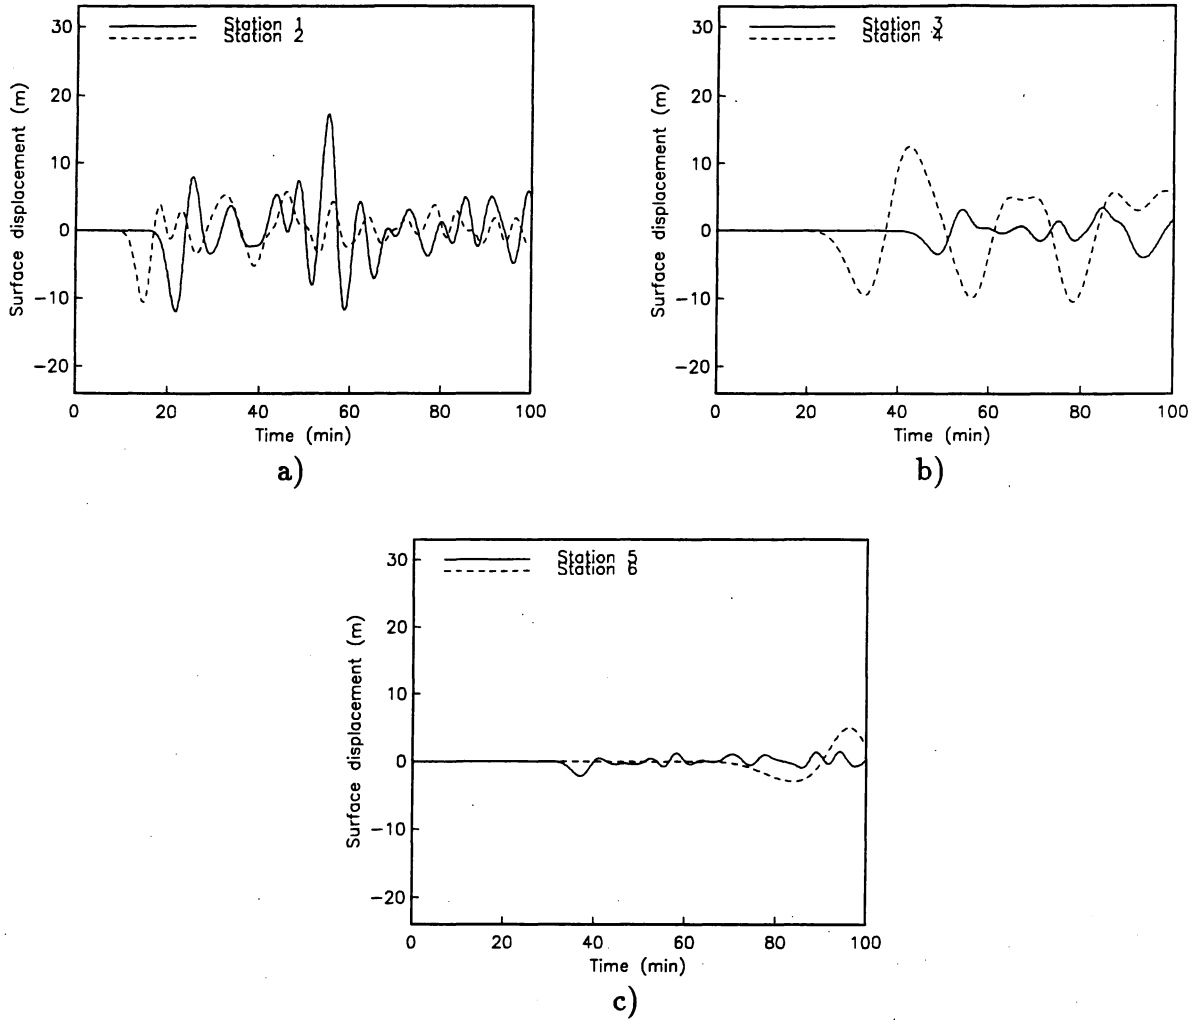 Station 1
Station 2
Surface displacement (m)
30
20
10
0
−10
−20
0 20 40 60 80 100
Time (min)
a)
Station 3
Station 4
Surface displacement (m)
30
20
10
0
−10
−20
0 20 40 60 80 100
Time (min)
b)
Station 5
Station 6
Surface displacement (m)
30
20
10
0
−10
−20
0 20 40 60 80 100
Time (min)
c)